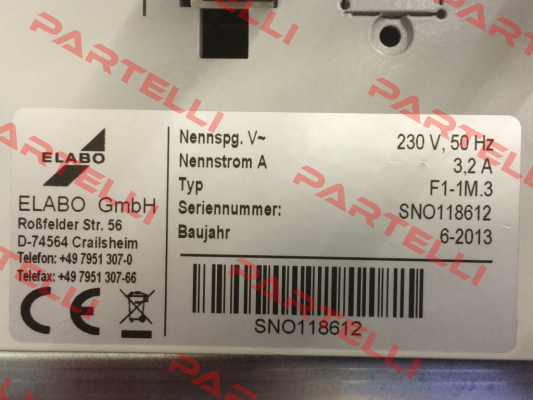 PARTELLI
PARTELLI
PARTELLI
ELABO
ELABO GmbH
Roßfelder Str. 56
D-74564 Crailsheim
Telefon: +49 7951 307-0
Telefax: +49 7951 307-66
CE
Nennspg. V~ 230 V, 50 Hz
Nennstrom A 3,2 A
Typ F1-1M.3
Seriennummer: SNO118612
Baujahr 6-2013
SNO118612
PARTELLI
PARTELLI
PARTELLI